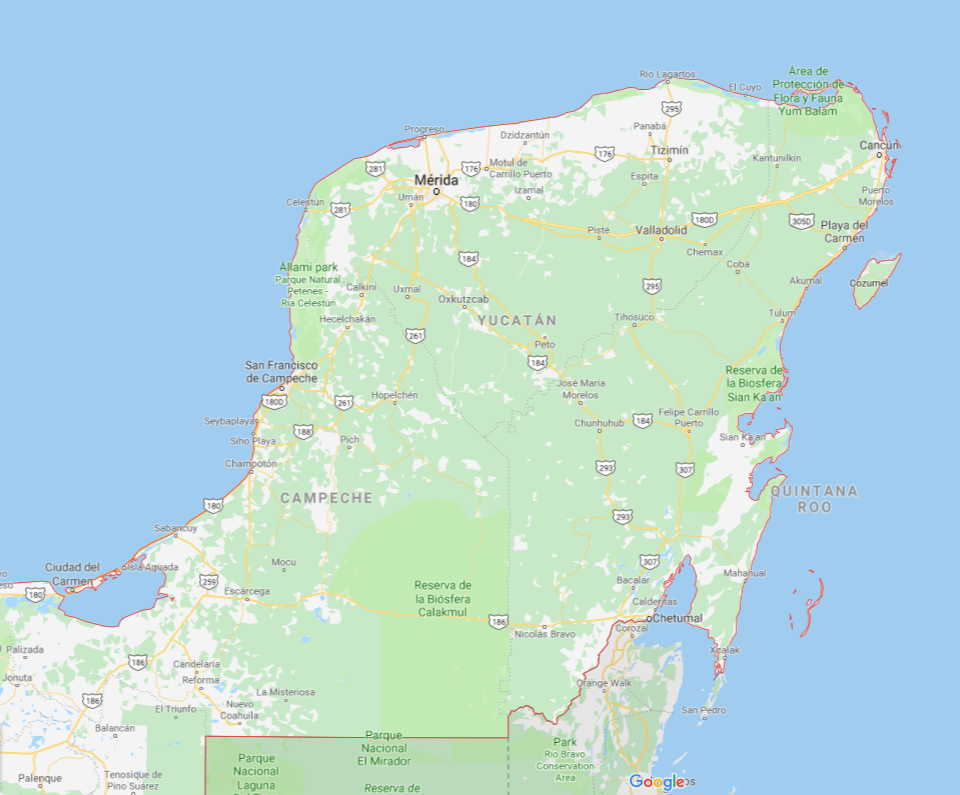 Río Lagartos
El Cuyo
Área de
Protección de
Flora y Fauna
Yum Balam
295
Progreso
Dzidzantún
Panabá
Cancún
281
176
Motul de
Carrillo Puerto
176
Tizimín
Kantunilkín
Mérida
Espita
Celestún
Umán
Izamal
Puerto
Morelos
281
180
180D
305D
Pisté
Valladolid
Playa del
Carmen
Chemax
184
Cobá
Állami park
Parque Natural
Petenes -
Ria Celestún
Calkiní
Uxmal
Oxkutzcab
295
Akumal
Cozumel
Hecelchakán
YUCATÁN
Tihosuco
Tulum
261
Peto
184
San Francisco
de Campeche
Reserva de
la Biosfera
Sian Ka'an
180D
261
Hopelchén
José María
Morelos
Seybaplaya
188
Chunhuhub
184
Felipe Carrillo
Puerto
Siho Playa
Pich
Sian Ka'an
Champotón
293
307
CAMPECHE
QUINTANA
ROO
180
293
Sabancuy
Ciudad del
Carmen
Isla Aguada
Mocu
307
Mahahual
180
259
Escárcega
Reserva de
la Biósfera
Calakmul
Bacalar
Calderitas
186
Nicolás Bravo
Chetumal
Corozal
Palizada
186
Candelaria
Xcalak
Jonuta
Reforma
Orange Walk
186
La Misteriosa
El Triunfo
Nuevo
Coahuila
San Pedro
Balancán
Parque
Nacional
El Mirador
Parque
Rio Bravo
Conservation
Area
Parque
Nacional
Laguna
Palenque
Tenosique de
Pino Suárez
Reserva de
Google